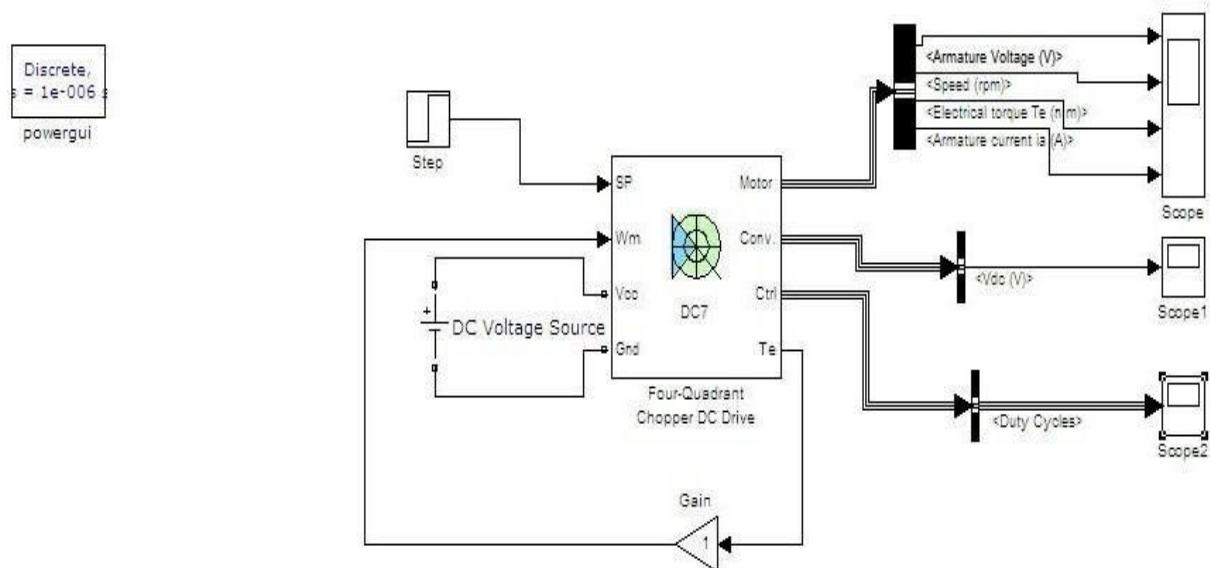 Discrete,
s = 1e-006 s
powergui
Step
SP
Wm
Vcc
Gnd
Motor
Conv.
Ctrl
Te
DC7
Four-Quadrant
Chopper DC Drive
+
DC Voltage Source
Gain
1
<Armature Voltage (V)>
<Speed (rpm)>
<Electrical torque Te (n m)>
<Armature current ia (A)>
Scope
<Vdc (V)>
Scope1
<Duty Cycles>
Scope2